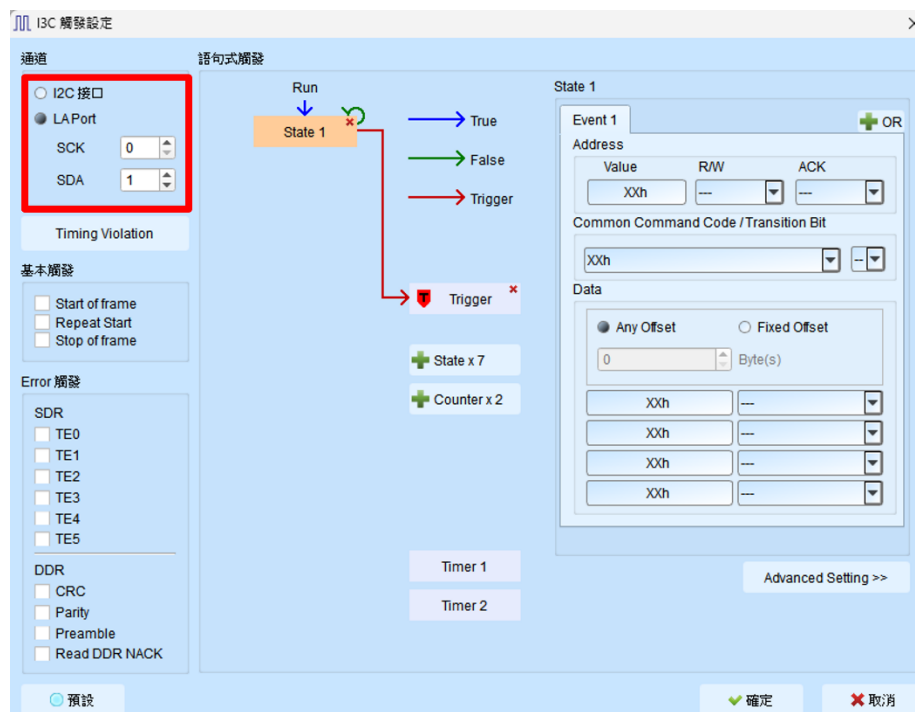 I3C 觸發設定
通道
I2C 接口
LA Port
SCK 0
SDA 1
Timing Violation
基本觸發
Start of frame
Repeat Start
Stop of frame
Error 觸發
SDR
TE0
TE1
TE2
TE3
TE4
TE5
DDR
CRC
Parity
Preamble
Read DDR NACK
預設
語句式觸發
Run
State 1
True
False
Trigger
Trigger
State x 7
Counter x 2
Timer 1
Timer 2
State 1
Event 1
OR
Address
Value R/W ACK
XXh --- ---
Common Command Code / Transition Bit
XXh --
Data
Any Offset Fixed Offset
0 Byte(s)
XXh ---
XXh ---
XXh ---
XXh ---
Advanced Setting >>
確定 取消